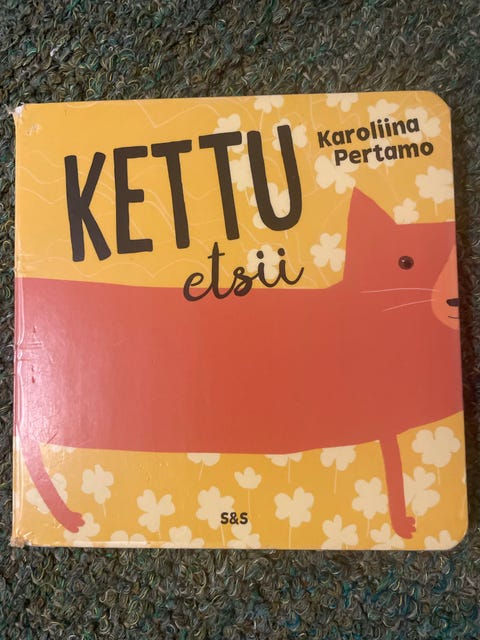 KETTU
etsii
Karoliina
Pertamo
S&S